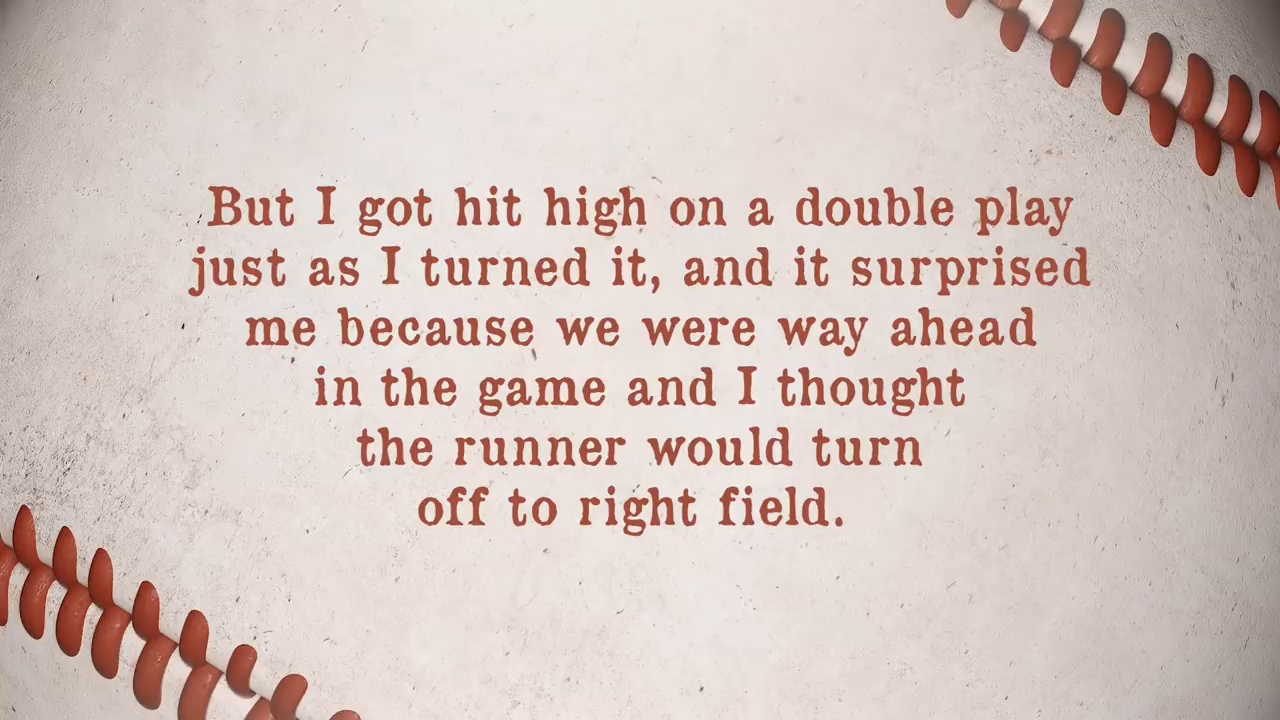 But I got hit high on a double play
just as I turned it, and it surprised
me because we were way ahead
in the game and I thought
the runner would turn
off to right field.